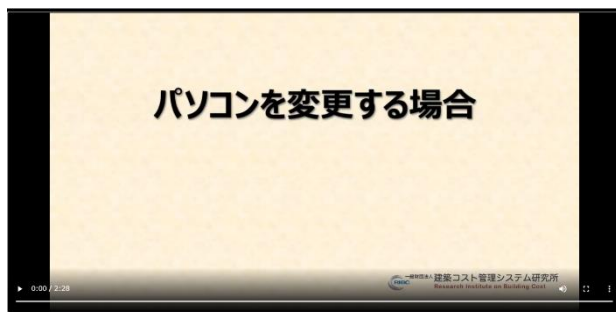 パソコンを変更する場合
一般財団法人 建築コスト管理システム研究所
Research Institute on Building Cost
0:00 / 2:28